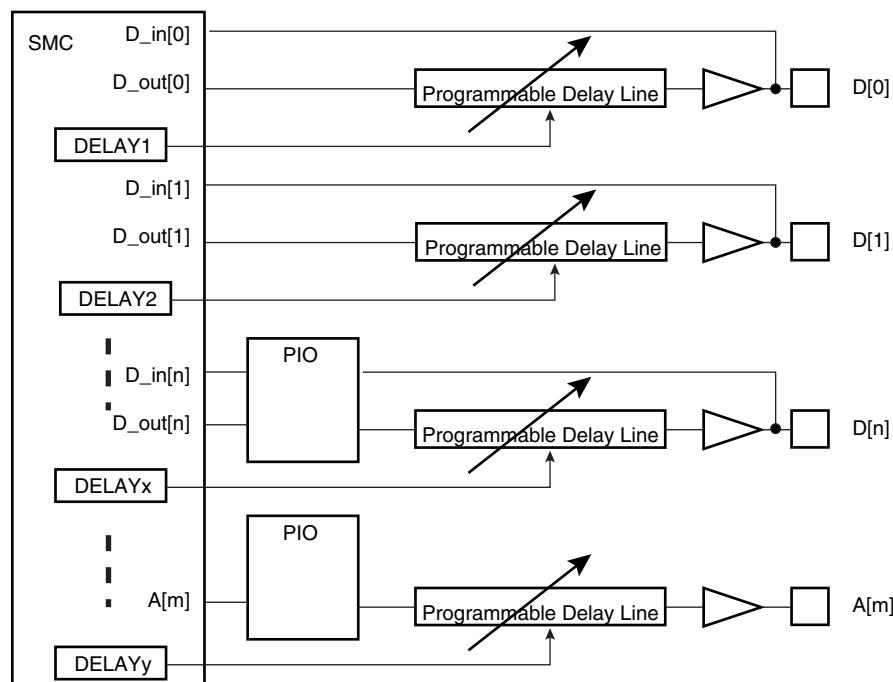 SMC
D_in[0]
D_out[0]
Programmable Delay Line
D[0]
DELAY1
D_in[1]
D_out[1]
Programmable Delay Line
D[1]
DELAY2
PIO
D_in[n]
D_out[n]
Programmable Delay Line
D[n]
DELAYx
PIO
A[m]
Programmable Delay Line
A[m]
DELAYy